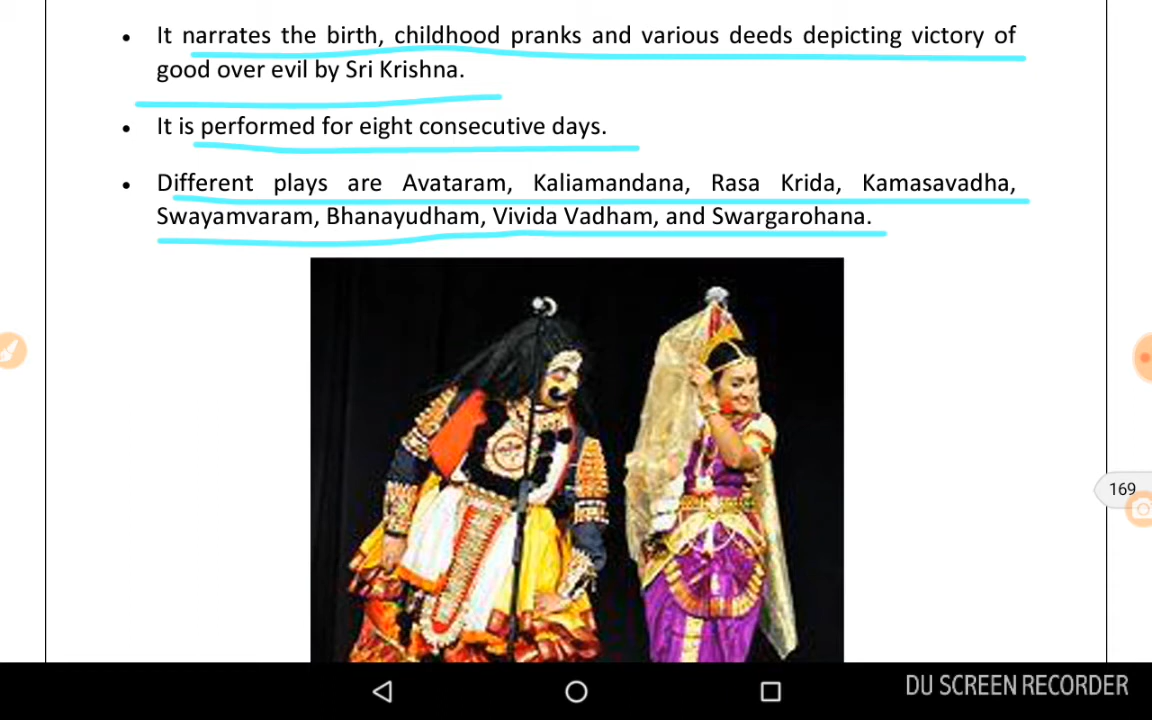 It narrates the birth, childhood pranks and various deeds depicting victory of
good over evil by Sri Krishna.
It is performed for eight consecutive days.
Different plays are Avataram, Kaliamandana, Rasa Krida, Kamasavadha,
Swayamvaram, Bhanayudham, Vivida Vadham, and Swargarohana.
169
DU SCREEN RECORDER